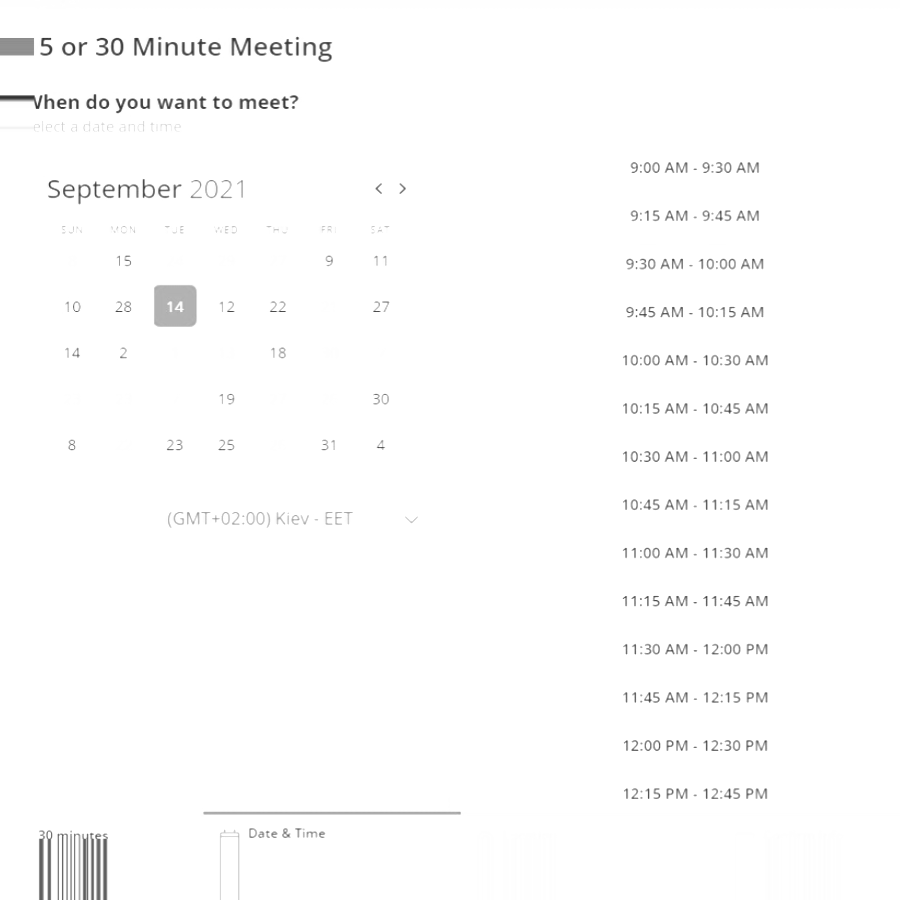 5 or 30 Minute Meeting
When do you want to meet?
elect a date and time
September 2021
< >
SUN MON TUE WED THU FRI SAT
15 9 11
10 28 14 12 22 27
14 2 18
19 30
8 23 25 31 4
(GMT+02:00) Kiev - EET
9:00 AM - 9:30 AM
9:15 AM - 9:45 AM
9:30 AM - 10:00 AM
9:45 AM - 10:15 AM
10:00 AM - 10:30 AM
10:15 AM - 10:45 AM
10:30 AM - 11:00 AM
10:45 AM - 11:15 AM
11:00 AM - 11:30 AM
11:15 AM - 11:45 AM
11:30 AM - 12:00 PM
11:45 AM - 12:15 PM
12:00 PM - 12:30 PM
12:15 PM - 12:45 PM
30 minutes
Date & Time